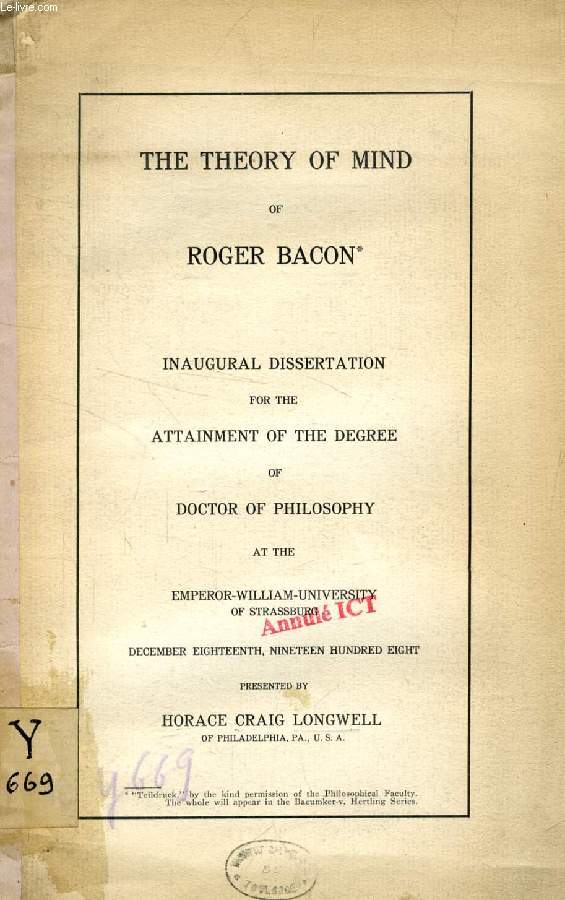 Le-livre.com
THE THEORY OF MIND
OF
ROGER BACON*
INAUGURAL DISSERTATION
FOR THE
ATTAINMENT OF THE DEGREE
OF
DOCTOR OF PHILOSOPHY
AT THE
EMPEROR-WILLIAM-UNIVERSITY
OF STRASSBURG
Annulé ICT
DECEMBER EIGHTEENTH, NINETEEN HUNDRED EIGHT
PRESENTED BY
HORACE CRAIG LONGWELL
OF PHILADELPHIA, PA., U. S. A.
Y
669
y669
* "Teildruck" by the kind permission of the Philosophical Faculty.
The whole will appear in the Baeumker-v. Hertling Series.